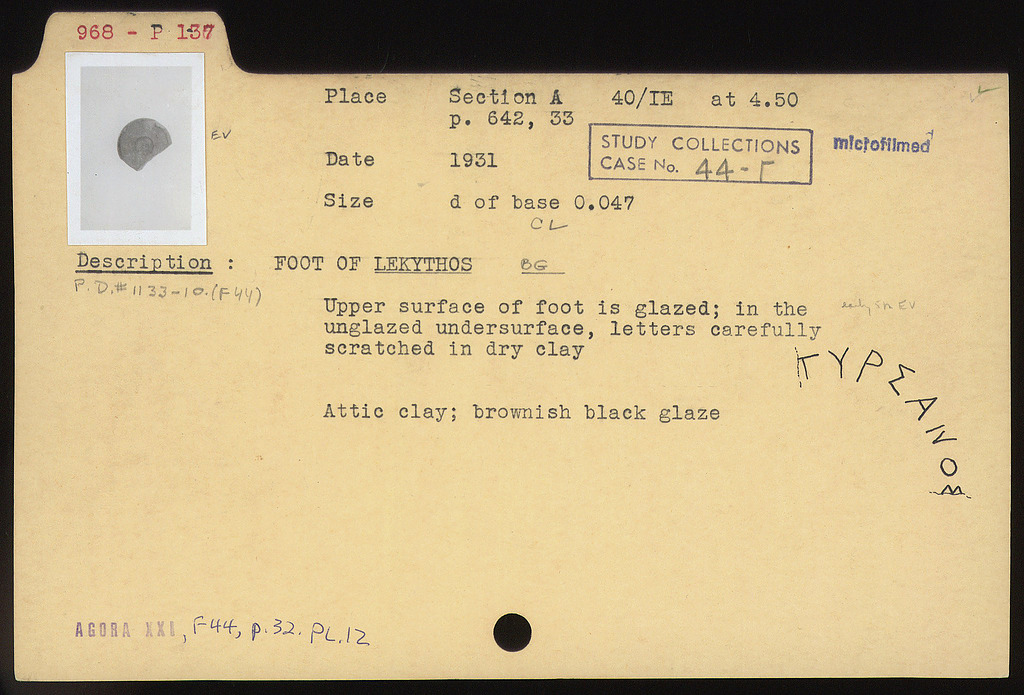 968 - P 137
Place Section A 40/IE at 4.50
p. 642, 33
EV
STUDY COLLECTIONS
CASE No. 44-Γ
microfilmed
Date 1931
Size d of base 0.047
CL
Description : FOOT OF LEKYTHOS BG
P.D.#1133-10.(F44)
Upper surface of foot is glazed; in the
unglazed undersurface, letters carefully
scratched in dry clay
EV
ΚΥΡΣΑΝΟΣ
Attic clay; brownish black glaze
AGORA XXI, F44, p.32. PL.12